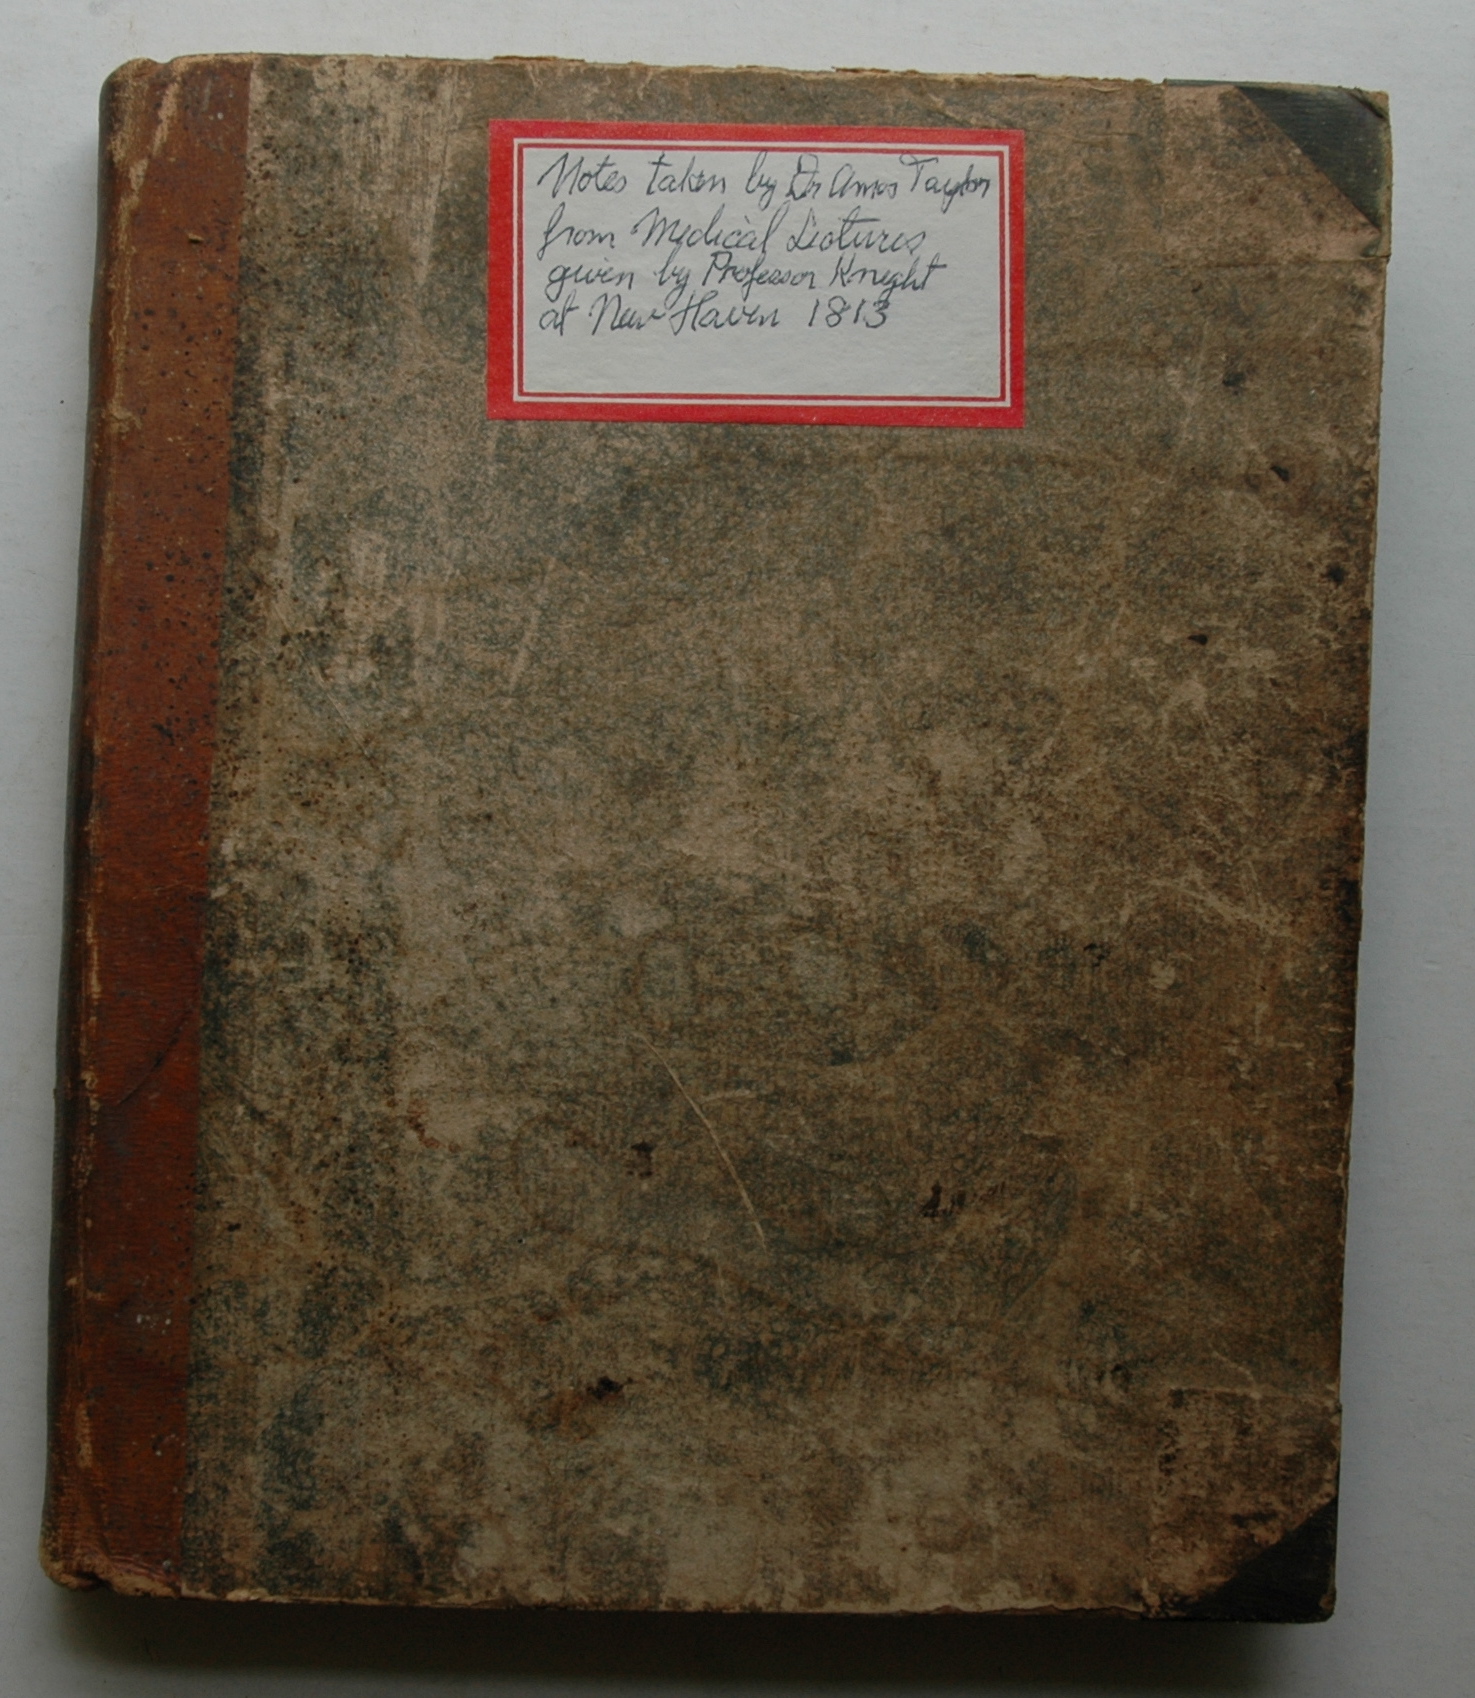 Notes taken by Dr Amos Taylor
from Medical Lectures
given by Professor Knight
at New Haven 1813